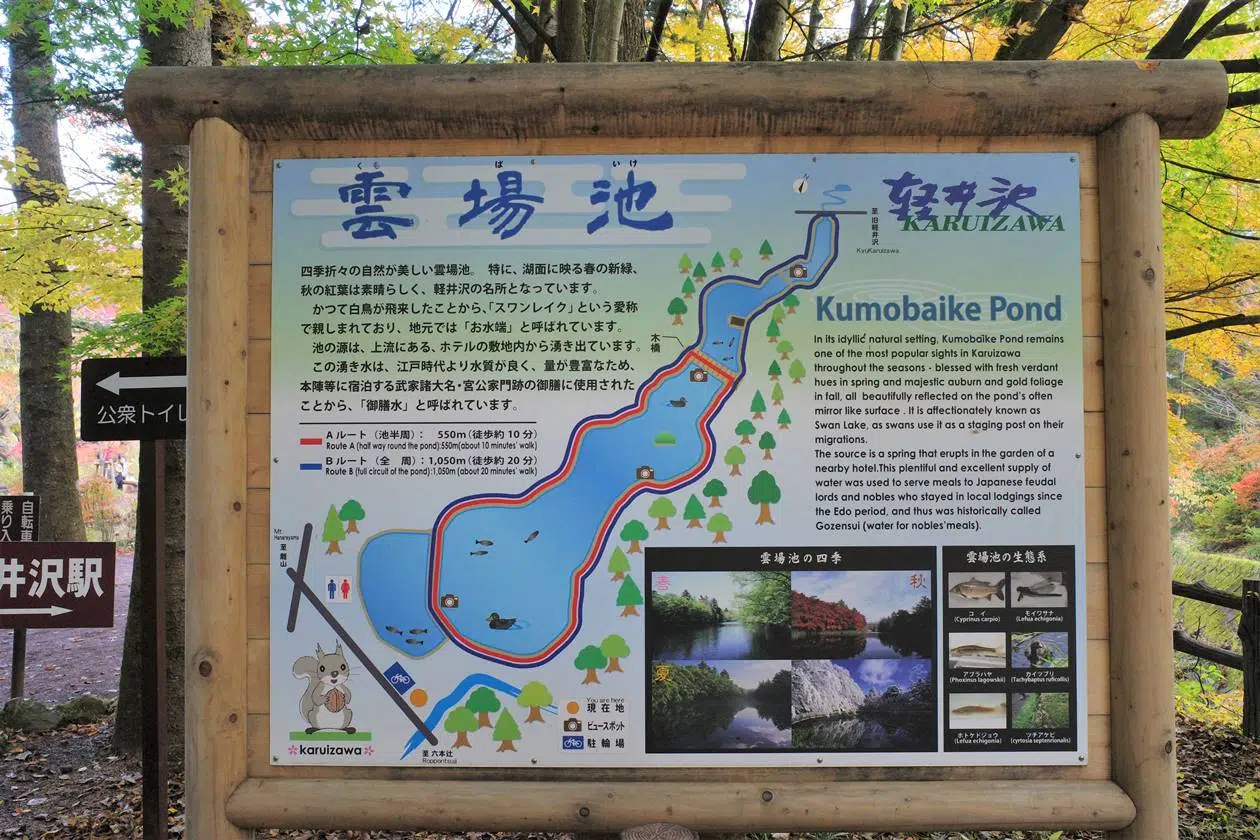 く も ば いけ
雲場池
軽井沢
KARUIZAWA
至 旧軽井沢
KyuKaruizawa
四季折々の自然が美しい雲場池。 特に、湖面に映る春の新緑、
秋の紅葉は素晴らしく、軽井沢の名所となっています。
かつて白鳥が飛来したことから、「スワンレイク」という愛称
で親しまれており、地元では「お水端」と呼ばれています。
池の源は、上流にある、ホテルの敷地内から湧き出ています。
この湧き水は、江戸時代より水質が良く、量が豊富なため、
本陣等に宿泊する武家諸大名・宮公家門跡の御膳に使用された
ことから、「御膳水」と呼ばれています。
Aルート（池半周）： 550m（徒歩約10分）
Route A (half way round the pond):550m(about 10 minutes' walk)
Bルート（全 周）：1,050m（徒歩約20分）
Route B (full circuit of the pond):1,050m(about 20 minutes' walk)
木橋
Kumobaike Pond
In its idyllic natural setting, Kumobaike Pond remains
one of the most popular sights in Karuizawa
throughout the seasons - blessed with fresh verdant
hues in spring and majestic auburn and gold foliage
in fall, all beautifully reflected on the pond's often
mirror like surface . It is affectionately known as
Swan Lake, as swans use it as a staging post on their
migrations.
The source is a spring that erupts in the garden of a
nearby hotel.This plentiful and excellent supply of
water was used to serve meals to Japanese feudal
lords and nobles who stayed in local lodgings since
the Edo period, and thus was historically called
Gozensui (water for nobles'meals).
公衆トイレ
自転車
乗り入
井沢駅
至 離山
karuizawa
至 六本辻
Roppontsuji
You are here
現在地
ビュースポット
駐輪場
雲場池の四季
春
秋
夏
雲場池の生態系
コイ
(Cyprinus carpio)
モイワサナ
(Lefua echigonia)
アブラハヤ
(Phoxinus lagowskii)
カイツブリ
(Tachybaptus ruficollis)
ホトケドジョウ
(Lefua echigonia)
ツチアケビ
(cyrtosia septenrionalis)